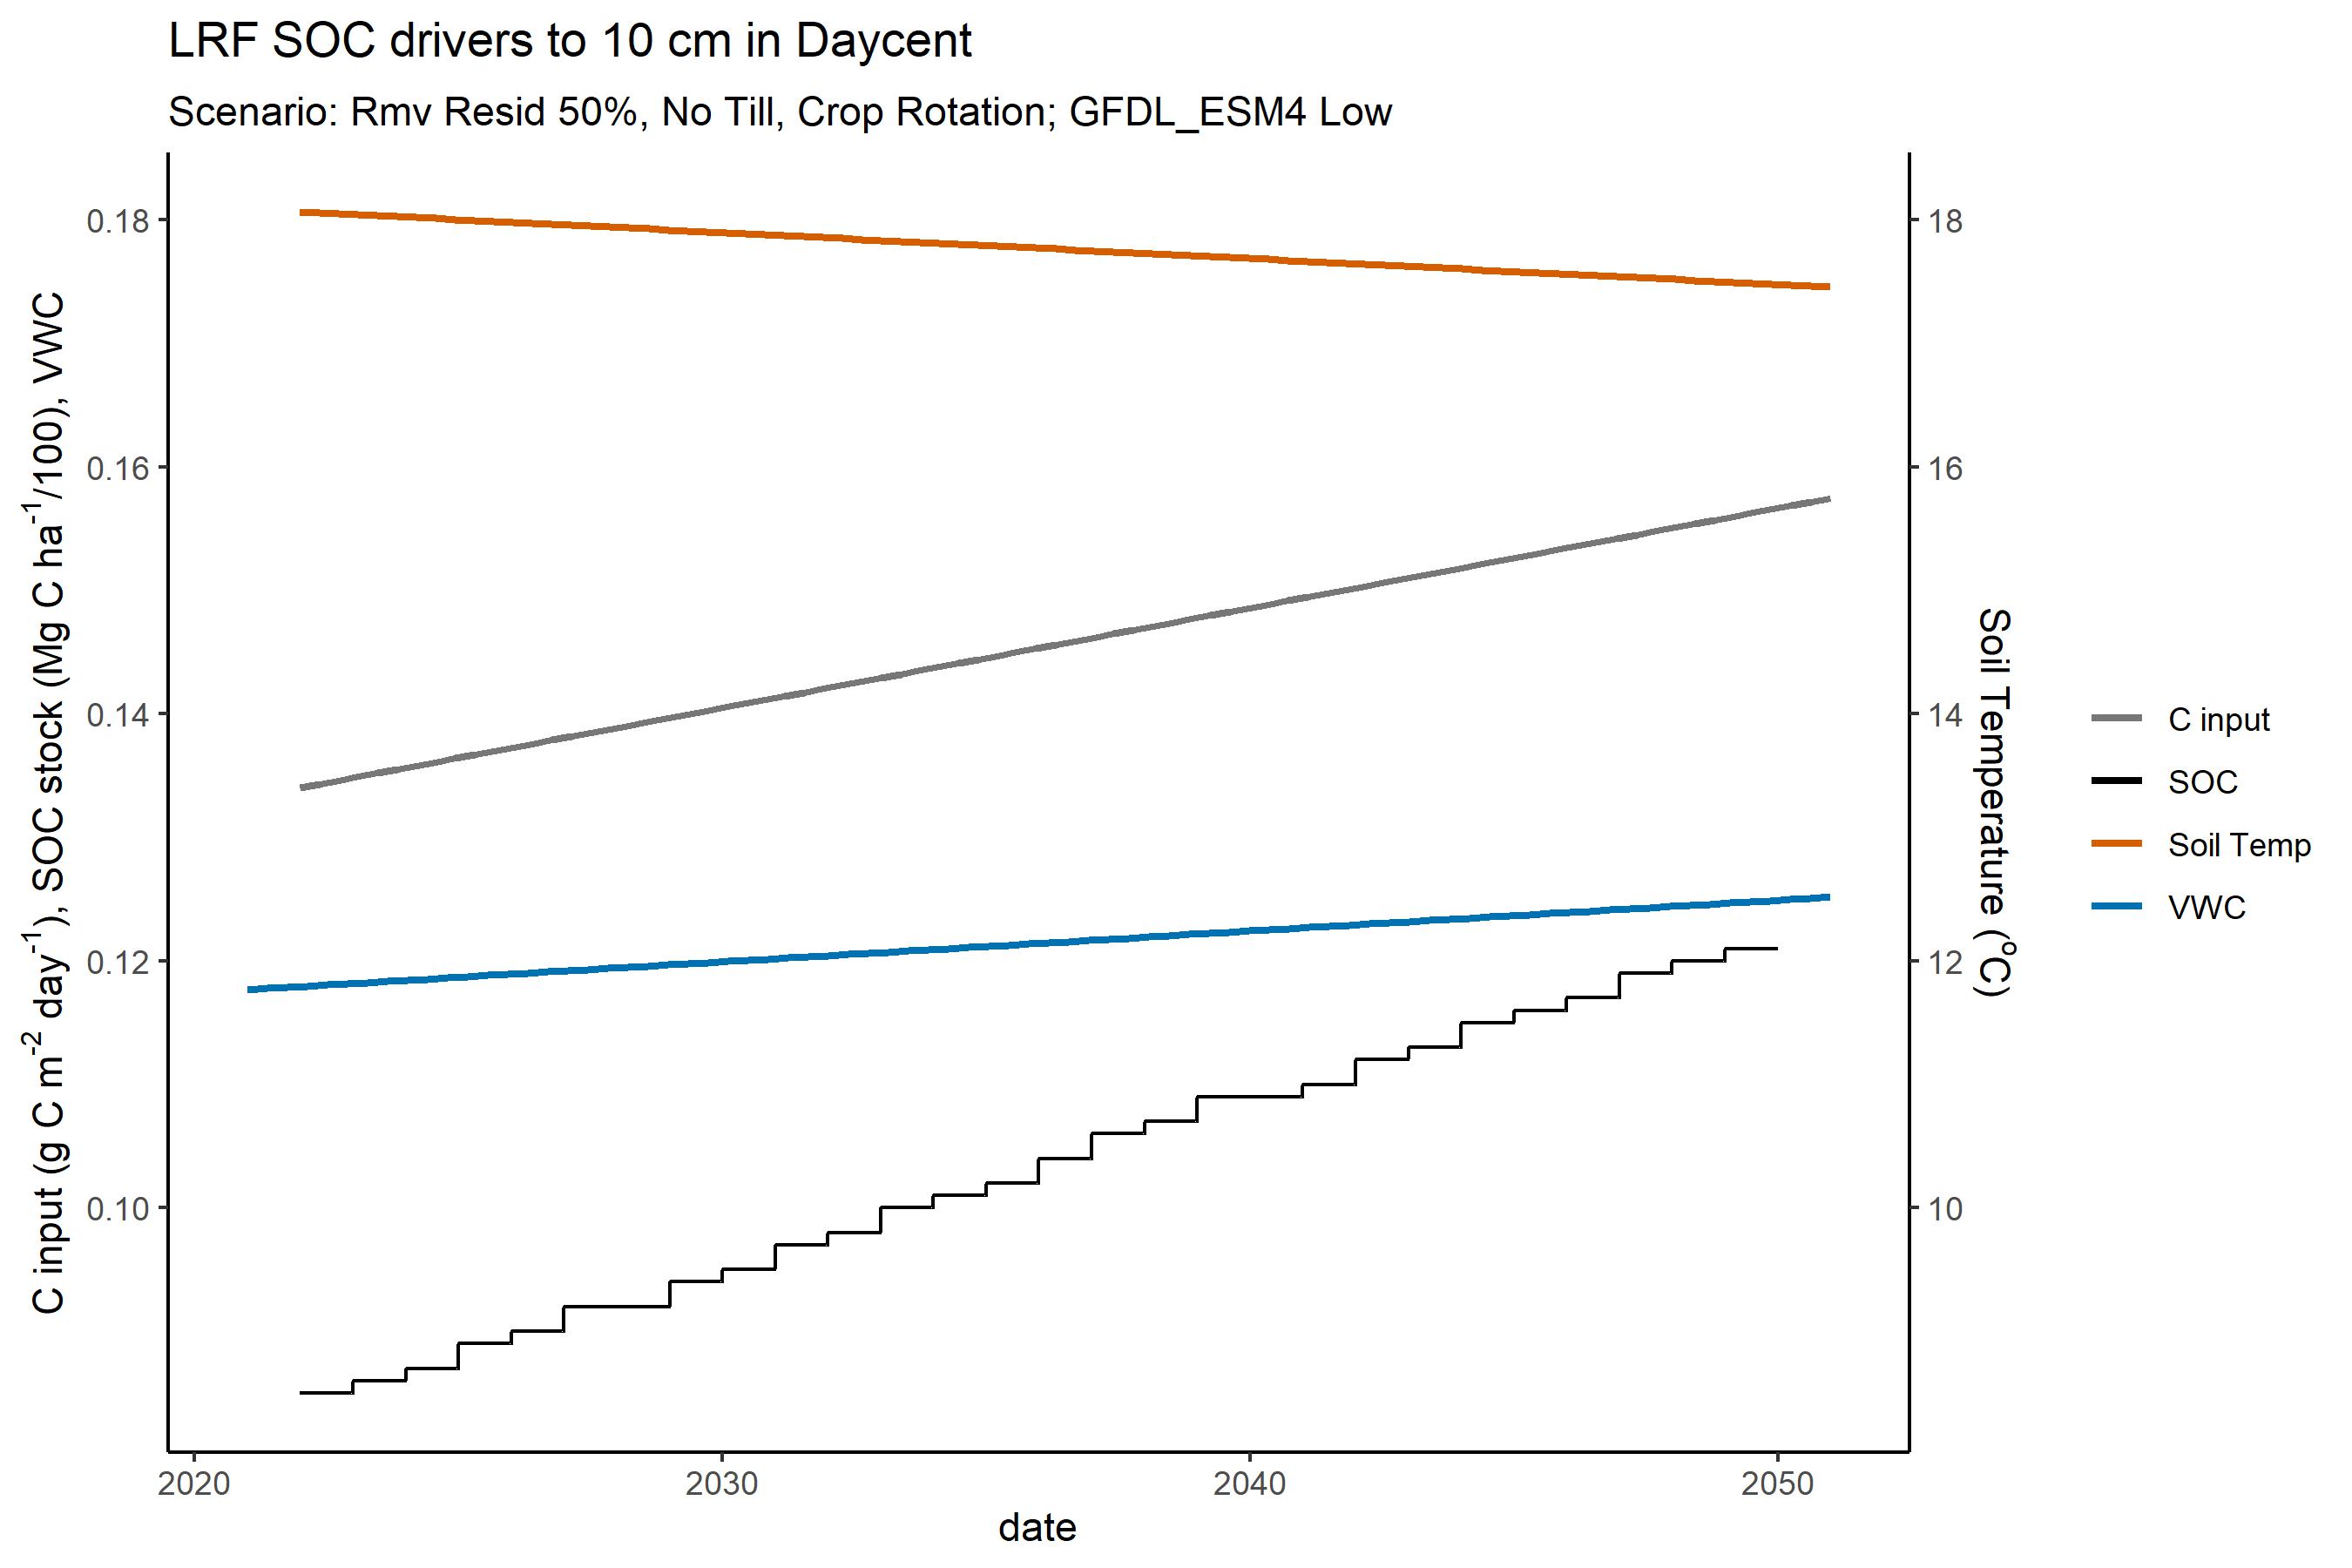 LRF SOC drivers to 10 cm in Daycent
Scenario: Rmv Resid 50%, No Till, Crop Rotation; GFDL_ESM4 Low
C input (g C m⁻² day⁻¹), SOC stock (Mg C ha⁻¹/100), VWC
0.18
0.16
0.14
0.12
0.10
18
16
14
12
10
Soil Temperature (ºC)
C input
SOC
Soil Temp
VWC
2020
2030
2040
2050
date